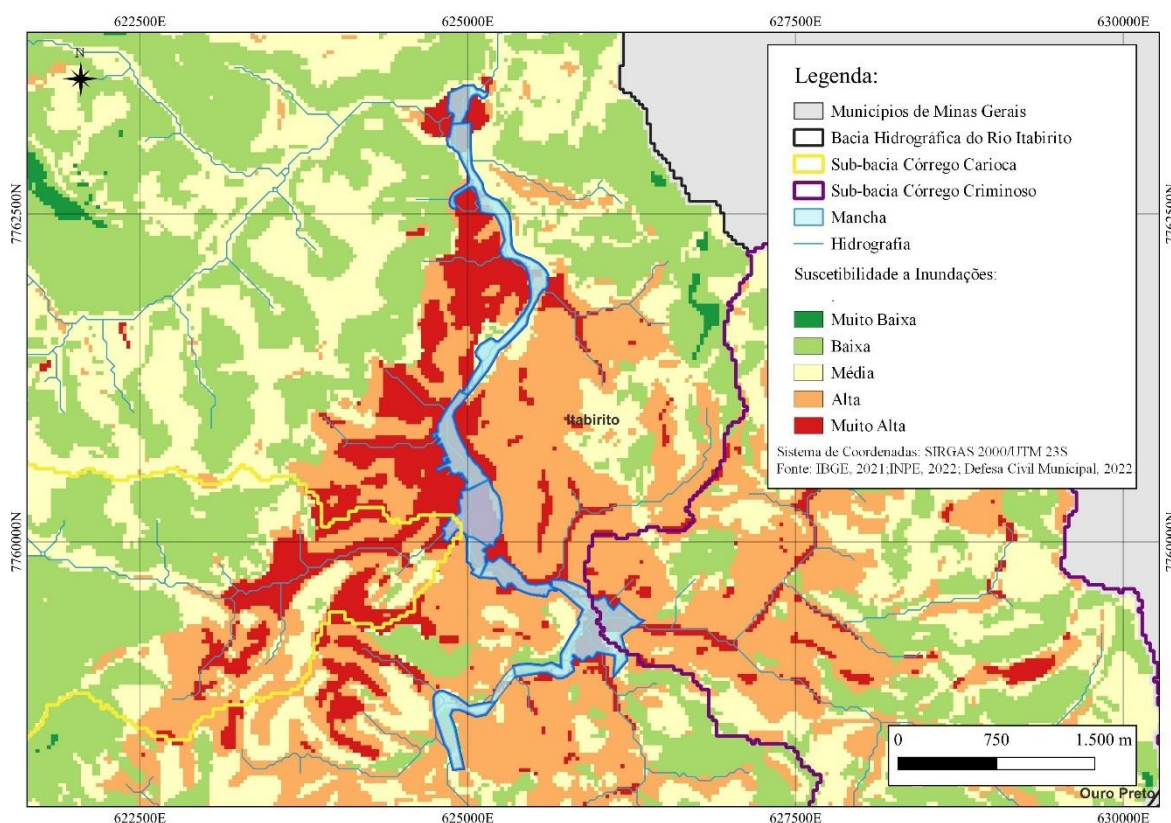 622500E
625000E
627500E
630000E
N
7762500N
7762500N
Legenda:
Municípios de Minas Gerais
Bacia Hidrográfica do Rio Itabirito
Sub-bacia Córrego Carioca
Sub-bacia Córrego Criminoso
Mancha
Hidrografia
Suscetibilidade a Inundações:
.
Muito Baixa
Baixa
Média
Alta
Muito Alta
Sistema de Coordenadas: SIRGAS 2000/UTM 23S
Fonte: IBGE, 2021;INPE, 2022; Defesa Civil Municipal, 2022.
Itabirito
7760000N
7760000N
0 750 1.500 m
Ouro Preto
622500E
625000E
627500E
630000E